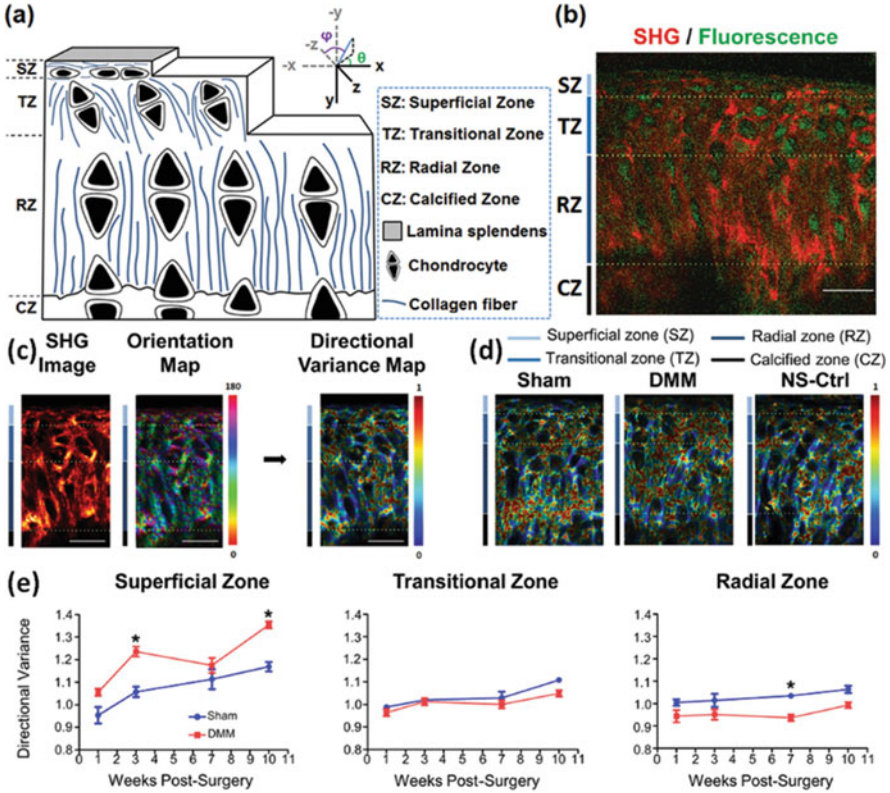 (a)
SZ
TZ
RZ
CZ
φ
-y
-z
θ
-x
x
z
y
SZ: Superficial Zone
TZ: Transitional Zone
RZ: Radial Zone
CZ: Calcified Zone
Lamina splendens
Chondrocyte
Collagen fiber
(b)
SHG / Fluorescence
SZ
TZ
RZ
CZ
Superficial zone (SZ)
Radial zone (RZ)
Transitional zone (TZ)
Calcified zone (CZ)
(c)
SHG Orientation Directional
Image Map Variance Map
180
0
1
0
(d)
Sham DMM NS-Ctrl
1
0
(e)
Superficial Zone
Directional Variance
1.4
1.3
1.2
1.1
1.0
0.9
0.8
* *
Sham
DMM
0 1 2 3 4 5 6 7 8 9 10 11
Weeks Post-Surgery
Transitional Zone
1.4
1.3
1.2
1.1
1.0
0.9
0.8
0 1 2 3 4 5 6 7 8 9 10 11
Weeks Post-Surgery
Radial Zone
1.4
1.3
1.2
1.1
1.0
0.9
0.8
*
0 1 2 3 4 5 6 7 8 9 10 11
Weeks Post-Surgery